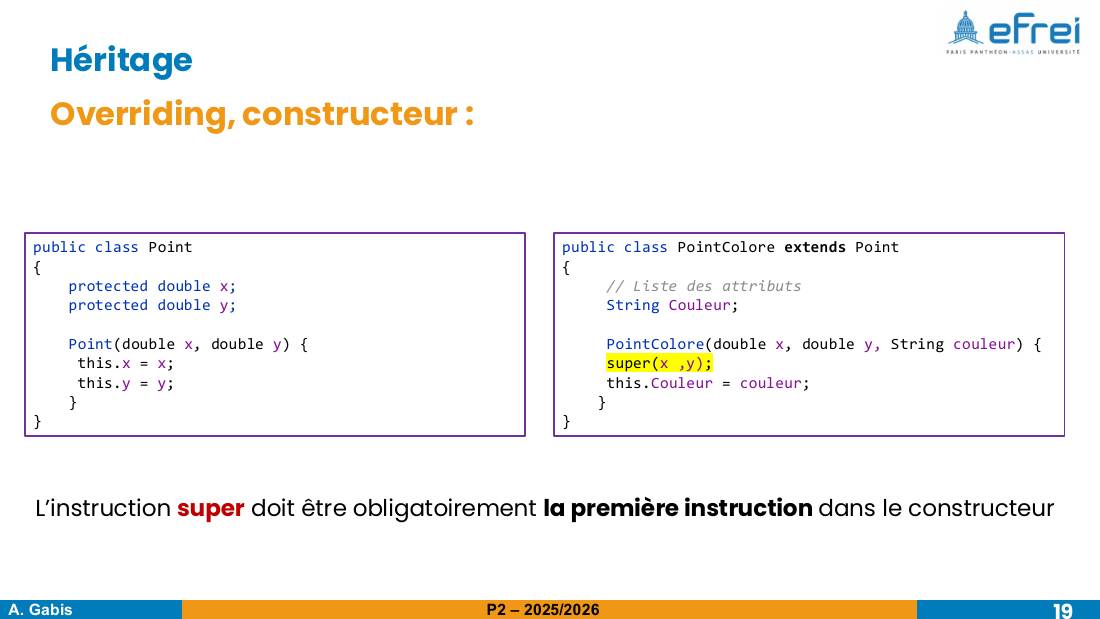 efrei
PARIS PANTHÉON-ASSAS UNIVERSITÉ
Héritage
Overriding, constructeur :
public class Point
{
    protected double x;
    protected double y;

    Point(double x, double y) {
     this.x = x;
     this.y = y;
    }
}
public class PointColore extends Point
{
     // Liste des attributs
     String Couleur;

     PointColore(double x, double y, String couleur) {
     super(x ,y);
     this.Couleur = couleur;
    }
}
L’instruction super doit être obligatoirement la première instruction dans le constructeur
A. Gabis
P2 – 2025/2026
19